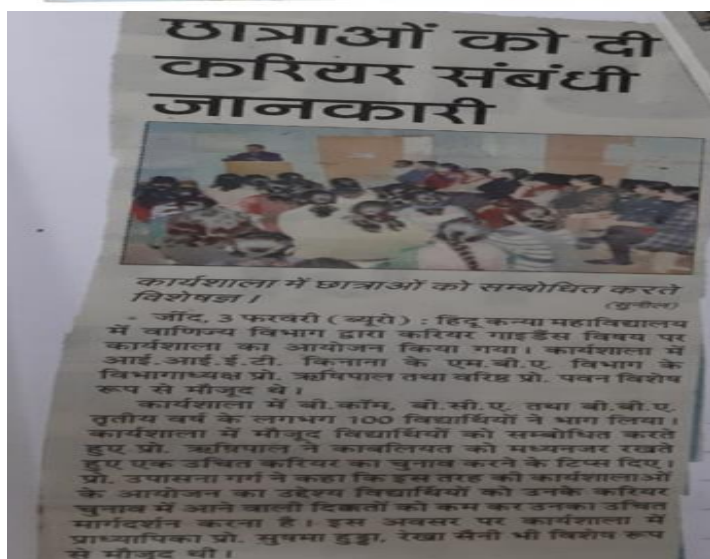 छात्राओं को दी
करियर संबंधी
जानकारी
कार्यशाला में छात्राओं को सम्बोधित करते
विशेषज्ञ।
(सुनील)
जींद, 3 फरवरी (ब्यूरो) : हिंदू कन्या महाविद्यालय
में वाणिज्य विभाग द्वारा करियर गाइडैंस विषय पर
कार्यशाला का आयोजन किया गया। कार्यशाला में
आई.आई.ई.टी. किनाना के एम.बी.ए. विभाग के
विभागाध्यक्ष प्रो. ऋषिपाल तथा वरिष्ठ प्रो. पवन विशेष
रूप से मौजूद थे।
कार्यशाला में बी.कॉम, बी.सी.ए. तथा बी.बी.ए.
तृतीय वर्ष के लगभग 100 विद्यार्थियों ने भाग लिया।
कार्यशाला में मौजूद विद्यार्थियों को सम्बोधित करते
हुए प्रो. ऋषिपाल ने काबलियत को मध्यनजर रखते
हुए एक उचित करियर का चुनाव करने के टिप्स दिए।
प्रो. उपासना गर्ग ने कहा कि इस तरह की कार्यशालाओं
के आयोजन का उद्देश्य विद्यार्थियों को उनके करियर
चुनाव में आने वाली दिक्कतों को कम कर उनका उचित
मार्गदर्शन करना है। इस अवसर पर कार्यशाला में
प्राध्यापिका प्रो. सुषमा हुड्डा, रेखा सैनी भी विशेष रूप
से मौजूद थी।